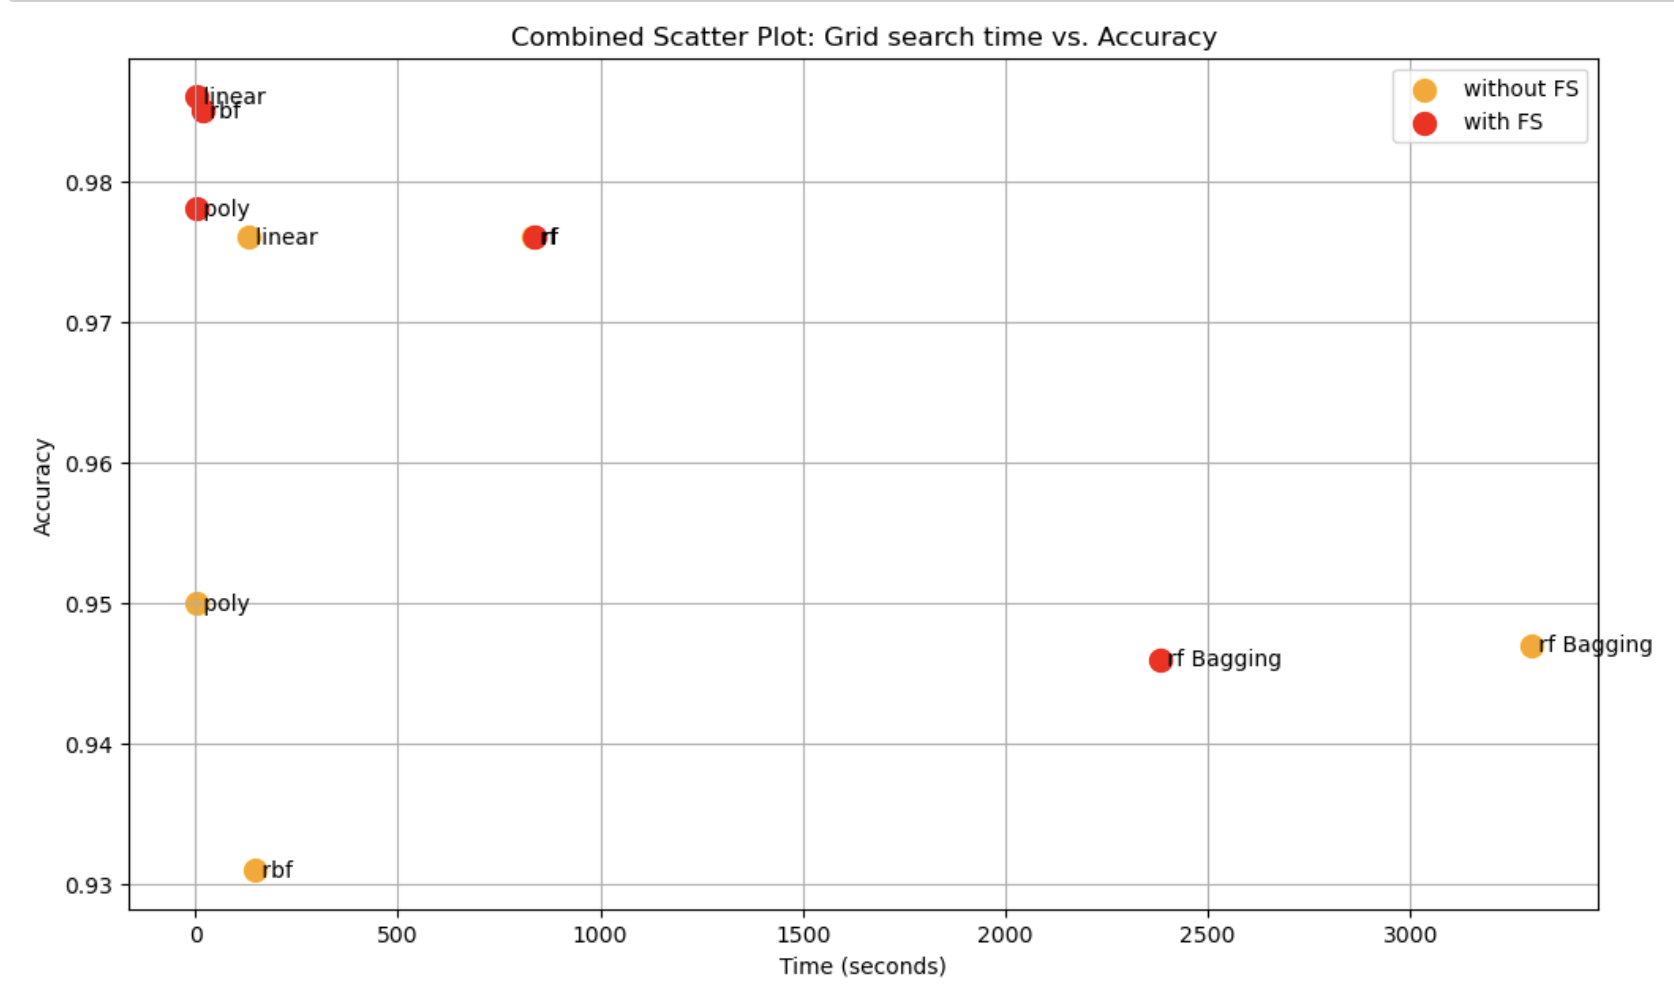 Combined Scatter Plot: Grid search time vs. Accuracy
without FS
with FS
linear
rbf
0.98
poly
linear
rf
0.97
Accuracy
0.96
0.95
poly
rf Bagging
rf Bagging
0.94
rbf
0.93
0
500
1000
1500
2000
2500
3000
Time (seconds)